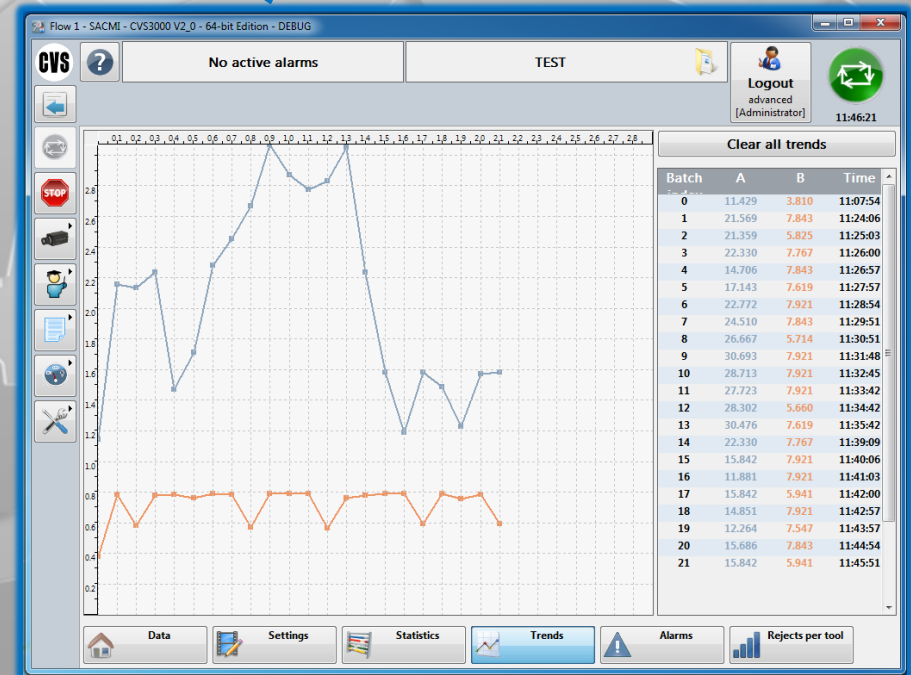 Flow 1 - SACMI - CVS3000 V2_0 - 64-bit Edition - DEBUG
CVS
?
No active alarms
TEST
Logout
advanced
[Administrator]
11:46:21
STOP
0.1 0.2 0.3 0.4 0.5 0.6 0.7 0.8 0.9 1.0 1.1 1.2 1.3 1.4 1.5 1.6 1.7 1.8 1.9 2.0 2.1 2.2 2.3 2.4 2.5 2.6 2.7 2.8
2.8
2.6
2.4
2.2
2.0
1.8
1.6
1.4
1.2
1.0
0.8
0.6
0.4
0.2
Clear all trends
Batch A B Time
0 11.429 3.810 11:07:54
1 21.569 7.843 11:24:06
2 21.359 5.825 11:25:03
3 22.330 7.767 11:26:00
4 14.706 7.843 11:26:57
5 17.143 7.619 11:27:57
6 22.772 7.921 11:28:54
7 24.510 7.843 11:29:51
8 26.667 5.714 11:30:51
9 30.693 7.921 11:31:48
10 28.713 7.921 11:32:45
11 27.723 7.921 11:33:42
12 28.302 5.660 11:34:42
13 30.476 7.619 11:35:42
14 22.330 7.767 11:39:09
15 15.842 7.921 11:40:06
16 11.881 7.921 11:41:03
17 15.842 5.941 11:42:00
18 14.851 7.921 11:42:57
19 12.264 7.547 11:43:57
20 15.686 7.843 11:44:54
21 15.842 5.941 11:45:51
Data
Settings
Statistics
Trends
Alarms
Rejects per tool